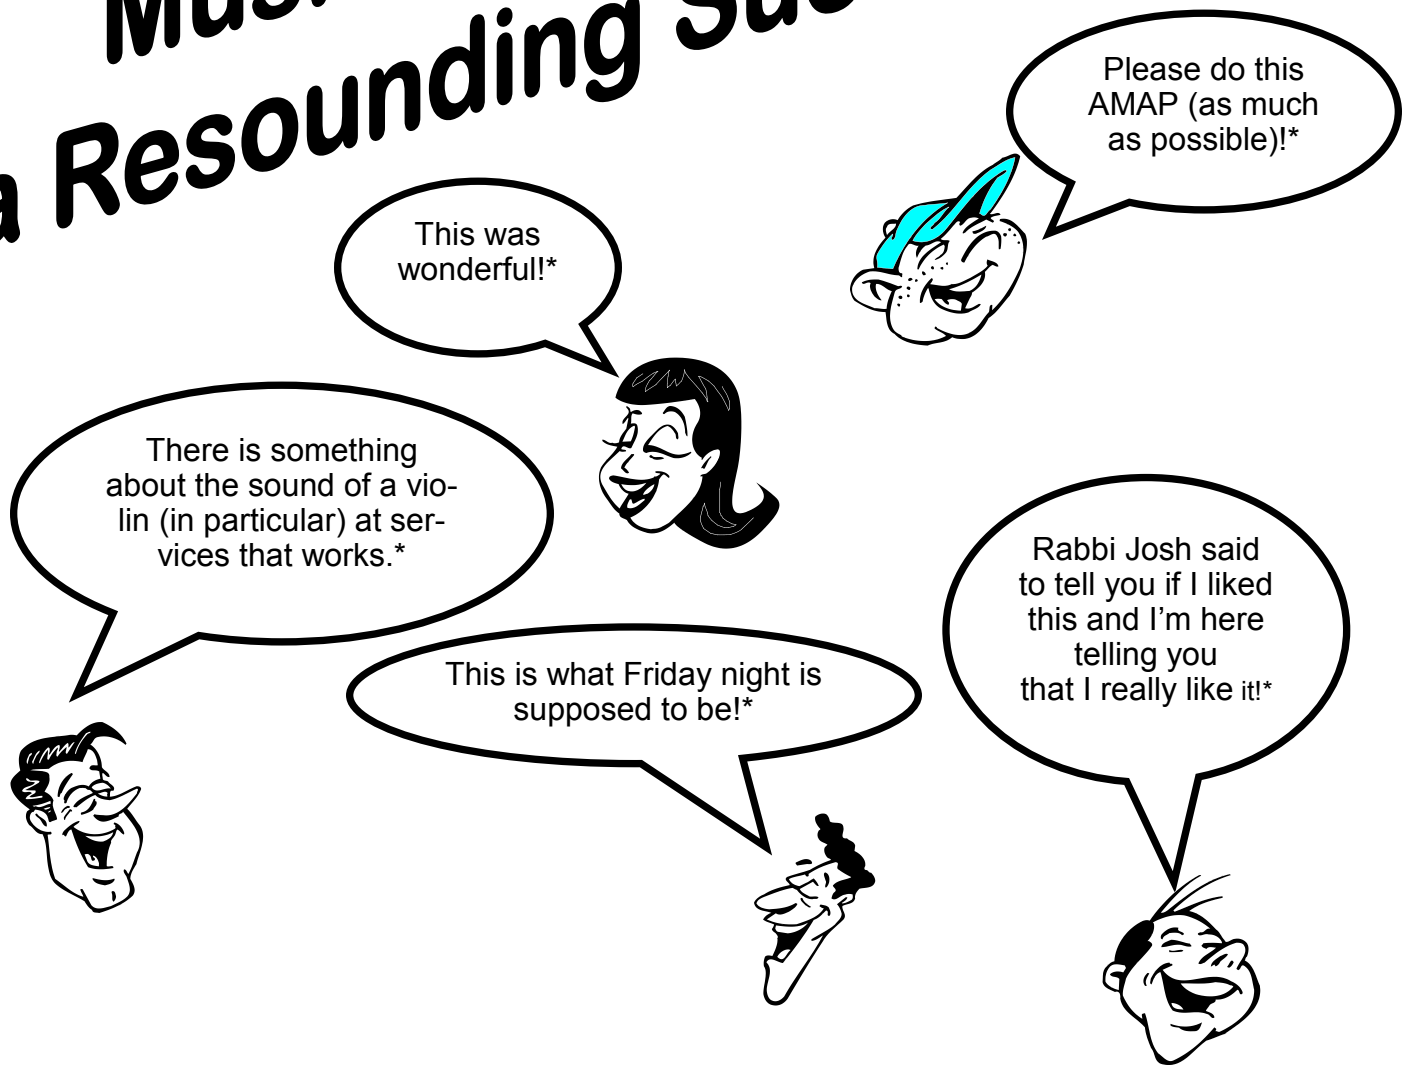 a Resounding
Please do this
AMAP (as much
as possible)!*
This was
wonderful!*
There is something
about the sound of a vio-
lin (in particular) at ser-
vices that works.*
This is what Friday night is
supposed to be!*
Rabbi Josh said
to tell you if I liked
this and I’m here
telling you
that I really like it!*